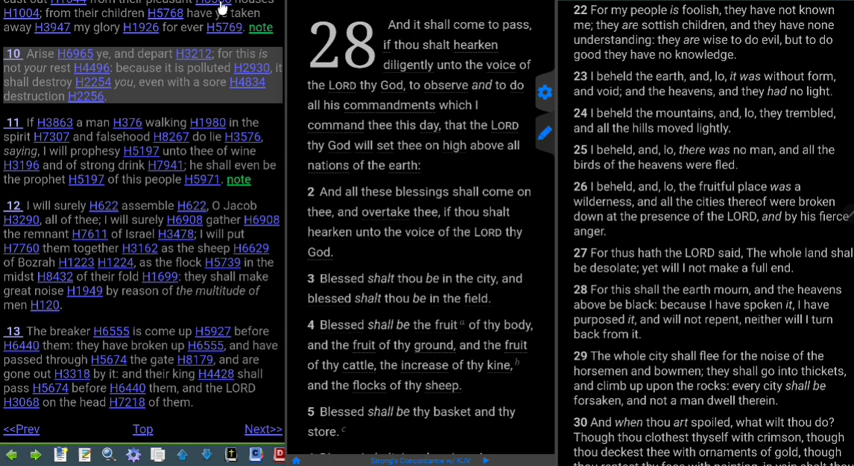 cast out H1644 from their pleasant H8588 houses
H1004; from their children H5768 have ye taken
away H3947 my glory H1926 for ever H5769. note
10 Arise H6965 ye, and depart H3212; for this is
not your rest H4496: because it is polluted H2930, it
shall destroy H2254 you, even with a sore H4834
destruction H2256.
11 If H3863 a man H376 walking H1980 in the
spirit H7307 and falsehood H8267 do lie H3576,
saying, I will prophesy H5197 unto thee of wine
H3196 and of strong drink H7941; he shall even be
the prophet H5197 of this people H5971. note
12 I will surely H622 assemble H622, O Jacob
H3290, all of thee; I will surely H6908 gather H6908
the remnant H7611 of Israel H3478; I will put
H7760 them together H3162 as the sheep H6629
of Bozrah H1223 H1224, as the flock H5739 in the
midst H8432 of their fold H1699: they shall make
great noise H1949 by reason of the multitude of
men H120.
13 The breaker H6555 is come up H5927 before
H6440 them: they have broken up H6555, and have
passed through H5674 the gate H8179, and are
gone out H3318 by it: and their king H4428 shall
pass H5674 before H6440 them, and the LORD
H3068 on the head H7218 of them.
<<Prev Top Next>>
28 And it shall come to pass,
if thou shalt hearken
diligently unto the voice of
the LORD thy God, to observe and to do
all his commandments which I
command thee this day, that the LORD
thy God will set thee on high above all
nations of the earth:
2 And all these blessings shall come on
thee, and overtake thee, if thou shalt
hearken unto the voice of the LORD thy
God.
3 Blessed shalt thou be in the city, and
blessed shalt thou be in the field.
4 Blessed shall be the fruit a of thy body,
and the fruit of thy ground, and the fruit
of thy cattle, the increase of thy kine, b
and the flocks of thy sheep.
5 Blessed shall be thy basket and thy
store. c
Strong's Concordance w/ KJV
22 For my people is foolish, they have not known
me; they are sottish children, and they have none
understanding: they are wise to do evil, but to do
good they have no knowledge.
23 I beheld the earth, and, lo, it was without form,
and void; and the heavens, and they had no light.
24 I beheld the mountains, and, lo, they trembled,
and all the hills moved lightly.
25 I beheld, and, lo, there was no man, and all the
birds of the heavens were fled.
26 I beheld, and, lo, the fruitful place was a
wilderness, and all the cities thereof were broken
down at the presence of the LORD, and by his fierce
anger.
27 For thus hath the LORD said, The whole land shal
be desolate; yet will I not make a full end.
28 For this shall the earth mourn, and the heavens
above be black: because I have spoken it, I have
purposed it, and will not repent, neither will I turn
back from it.
29 The whole city shall flee for the noise of the
horsemen and bowmen; they shall go into thickets,
and climb up upon the rocks: every city shall be
forsaken, and not a man dwell therein.
30 And when thou art spoiled, what wilt thou do?
Though thou clothest thyself with crimson, though
thou deckest thee with ornaments of gold, though